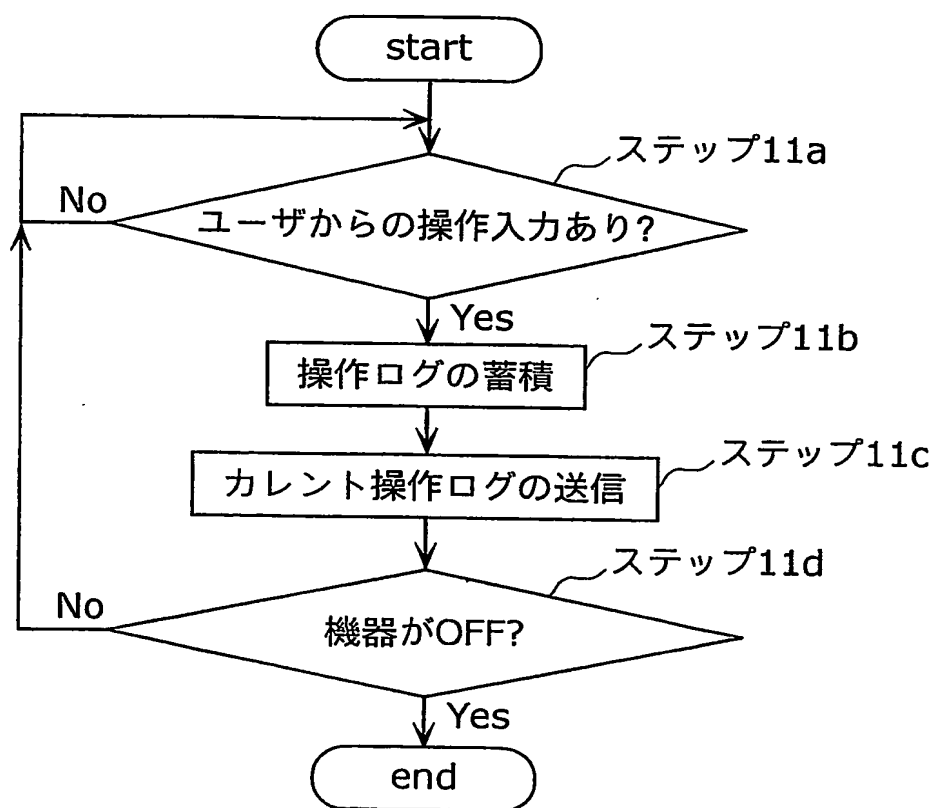 start
ステップ11a
No
ユーザからの操作入力あり?
Yes
ステップ11b
操作ログの蓄積
ステップ11c
カレント操作ログの送信
ステップ11d
No
機器がOFF?
Yes
end